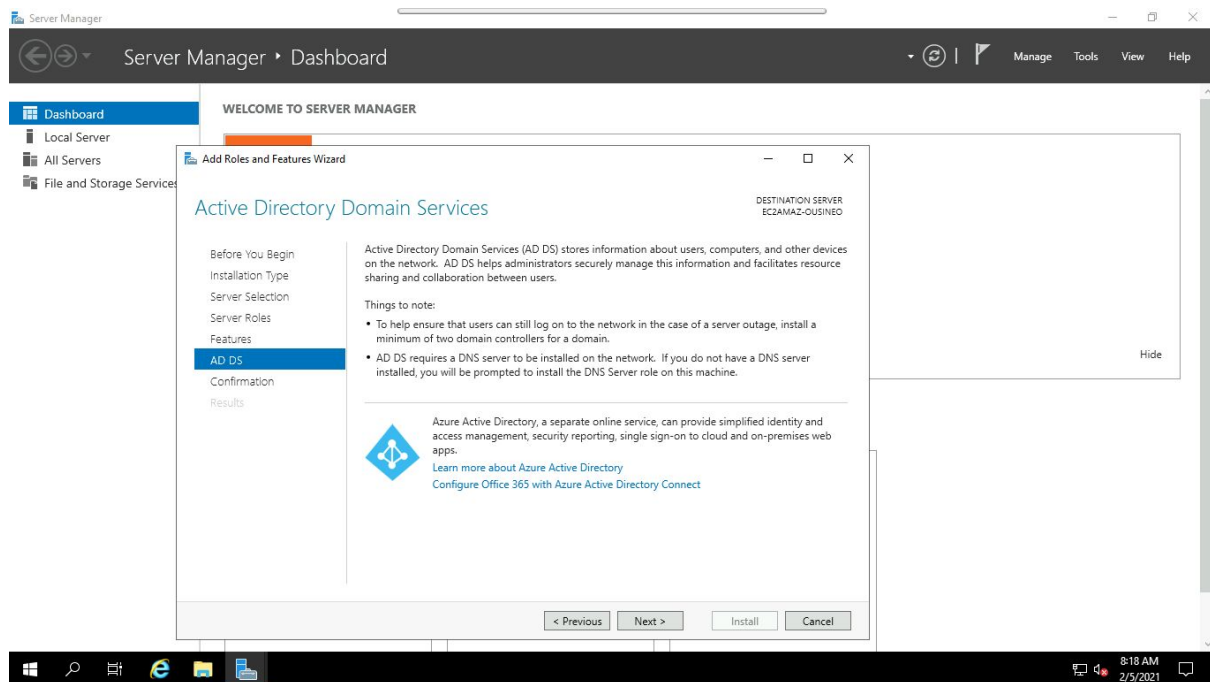 Server Manager
Server Manager ‣ Dashboard
Manage Tools View Help
Dashboard
Local Server
All Servers
File and Storage Services
WELCOME TO SERVER MANAGER
Hide
Add Roles and Features Wizard
Active Directory Domain Services
DESTINATION SERVER
EC2AMAZ-OUSINEO
Before You Begin
Installation Type
Server Selection
Server Roles
Features
AD DS
Confirmation
Results
Active Directory Domain Services (AD DS) stores information about users, computers, and other devices
on the network. AD DS helps administrators securely manage this information and facilitates resource
sharing and collaboration between users.
Things to note:
• To help ensure that users can still log on to the network in the case of a server outage, install a
minimum of two domain controllers for a domain.
• AD DS requires a DNS server to be installed on the network. If you do not have a DNS server
installed, you will be prompted to install the DNS Server role on this machine.
Azure Active Directory, a separate online service, can provide simplified identity and
access management, security reporting, single sign-on to cloud and on-premises web
apps.
Learn more about Azure Active Directory
Configure Office 365 with Azure Active Directory Connect
< Previous Next > Install Cancel
8:18 AM
2/5/2021